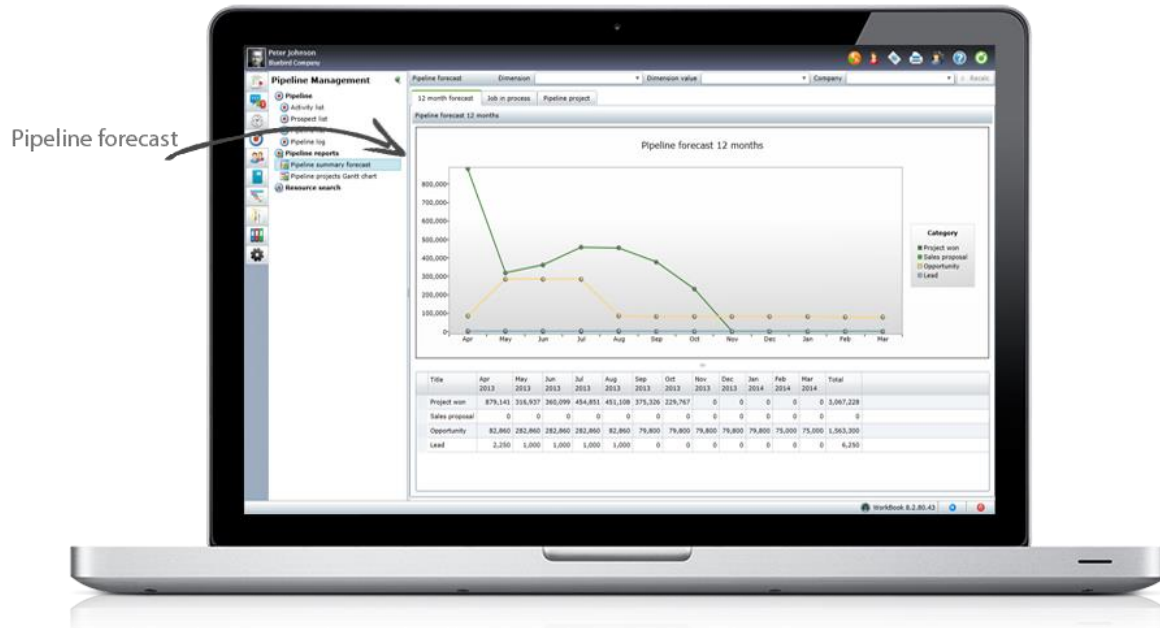 Pipeline forecast
Peter Johnson
Bluebird Company
Pipeline Management
Pipeline
Activity list
Prospect list
Pipeline log
Pipeline reports
Pipeline summary forecast
Pipeline projects Gantt chart
Resource search
Pipeline forecast Dimension Dimension value Company Recalc
12 month forecast Job in process Pipeline project
Pipeline forecast 12 months
Pipeline forecast 12 months
800,000
700,000
600,000
500,000
400,000
300,000
200,000
100,000
0
Apr May Jun Jul Aug Sep Oct Nov Dec Jan Feb Mar
Category
Project won
Sales proposal
Opportunity
Lead
Title Apr 2013 May 2013 Jun 2013 Jul 2013 Aug 2013 Sep 2013 Oct 2013 Nov 2013 Dec 2013 Jan 2014 Feb 2014 Mar 2014 Total
Project won 879,141 316,937 360,099 454,851 451,108 375,326 229,767 0 0 0 0 0 3,067,228
Sales proposal 0 0 0 0 0 0 0 0 0 0 0 0 0
Opportunity 82,860 282,860 282,860 282,860 82,860 79,800 79,800 79,800 79,800 79,800 75,000 75,000 1,563,300
Lead 2,250 1,000 1,000 1,000 1,000 0 0 0 0 0 0 0 6,250
WorkBook 8.2.80.43